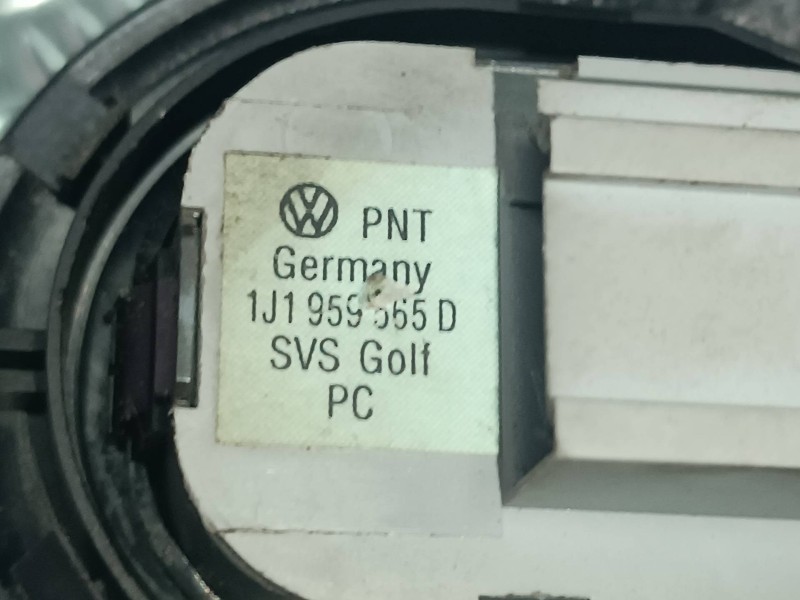 PNT
Germany
1J1 959 565 D
SVS Golf
PC